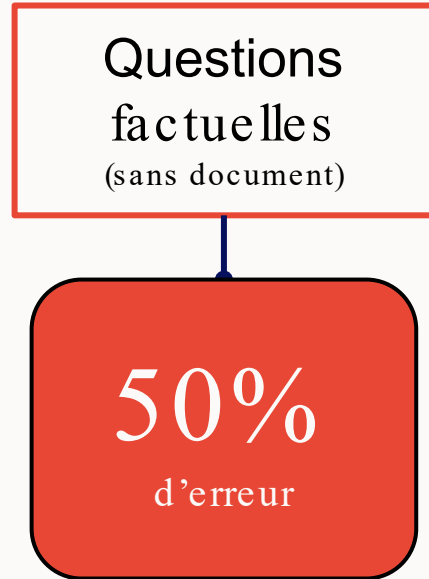 Questions
factuelles
(sans document)
50%
d’erreur